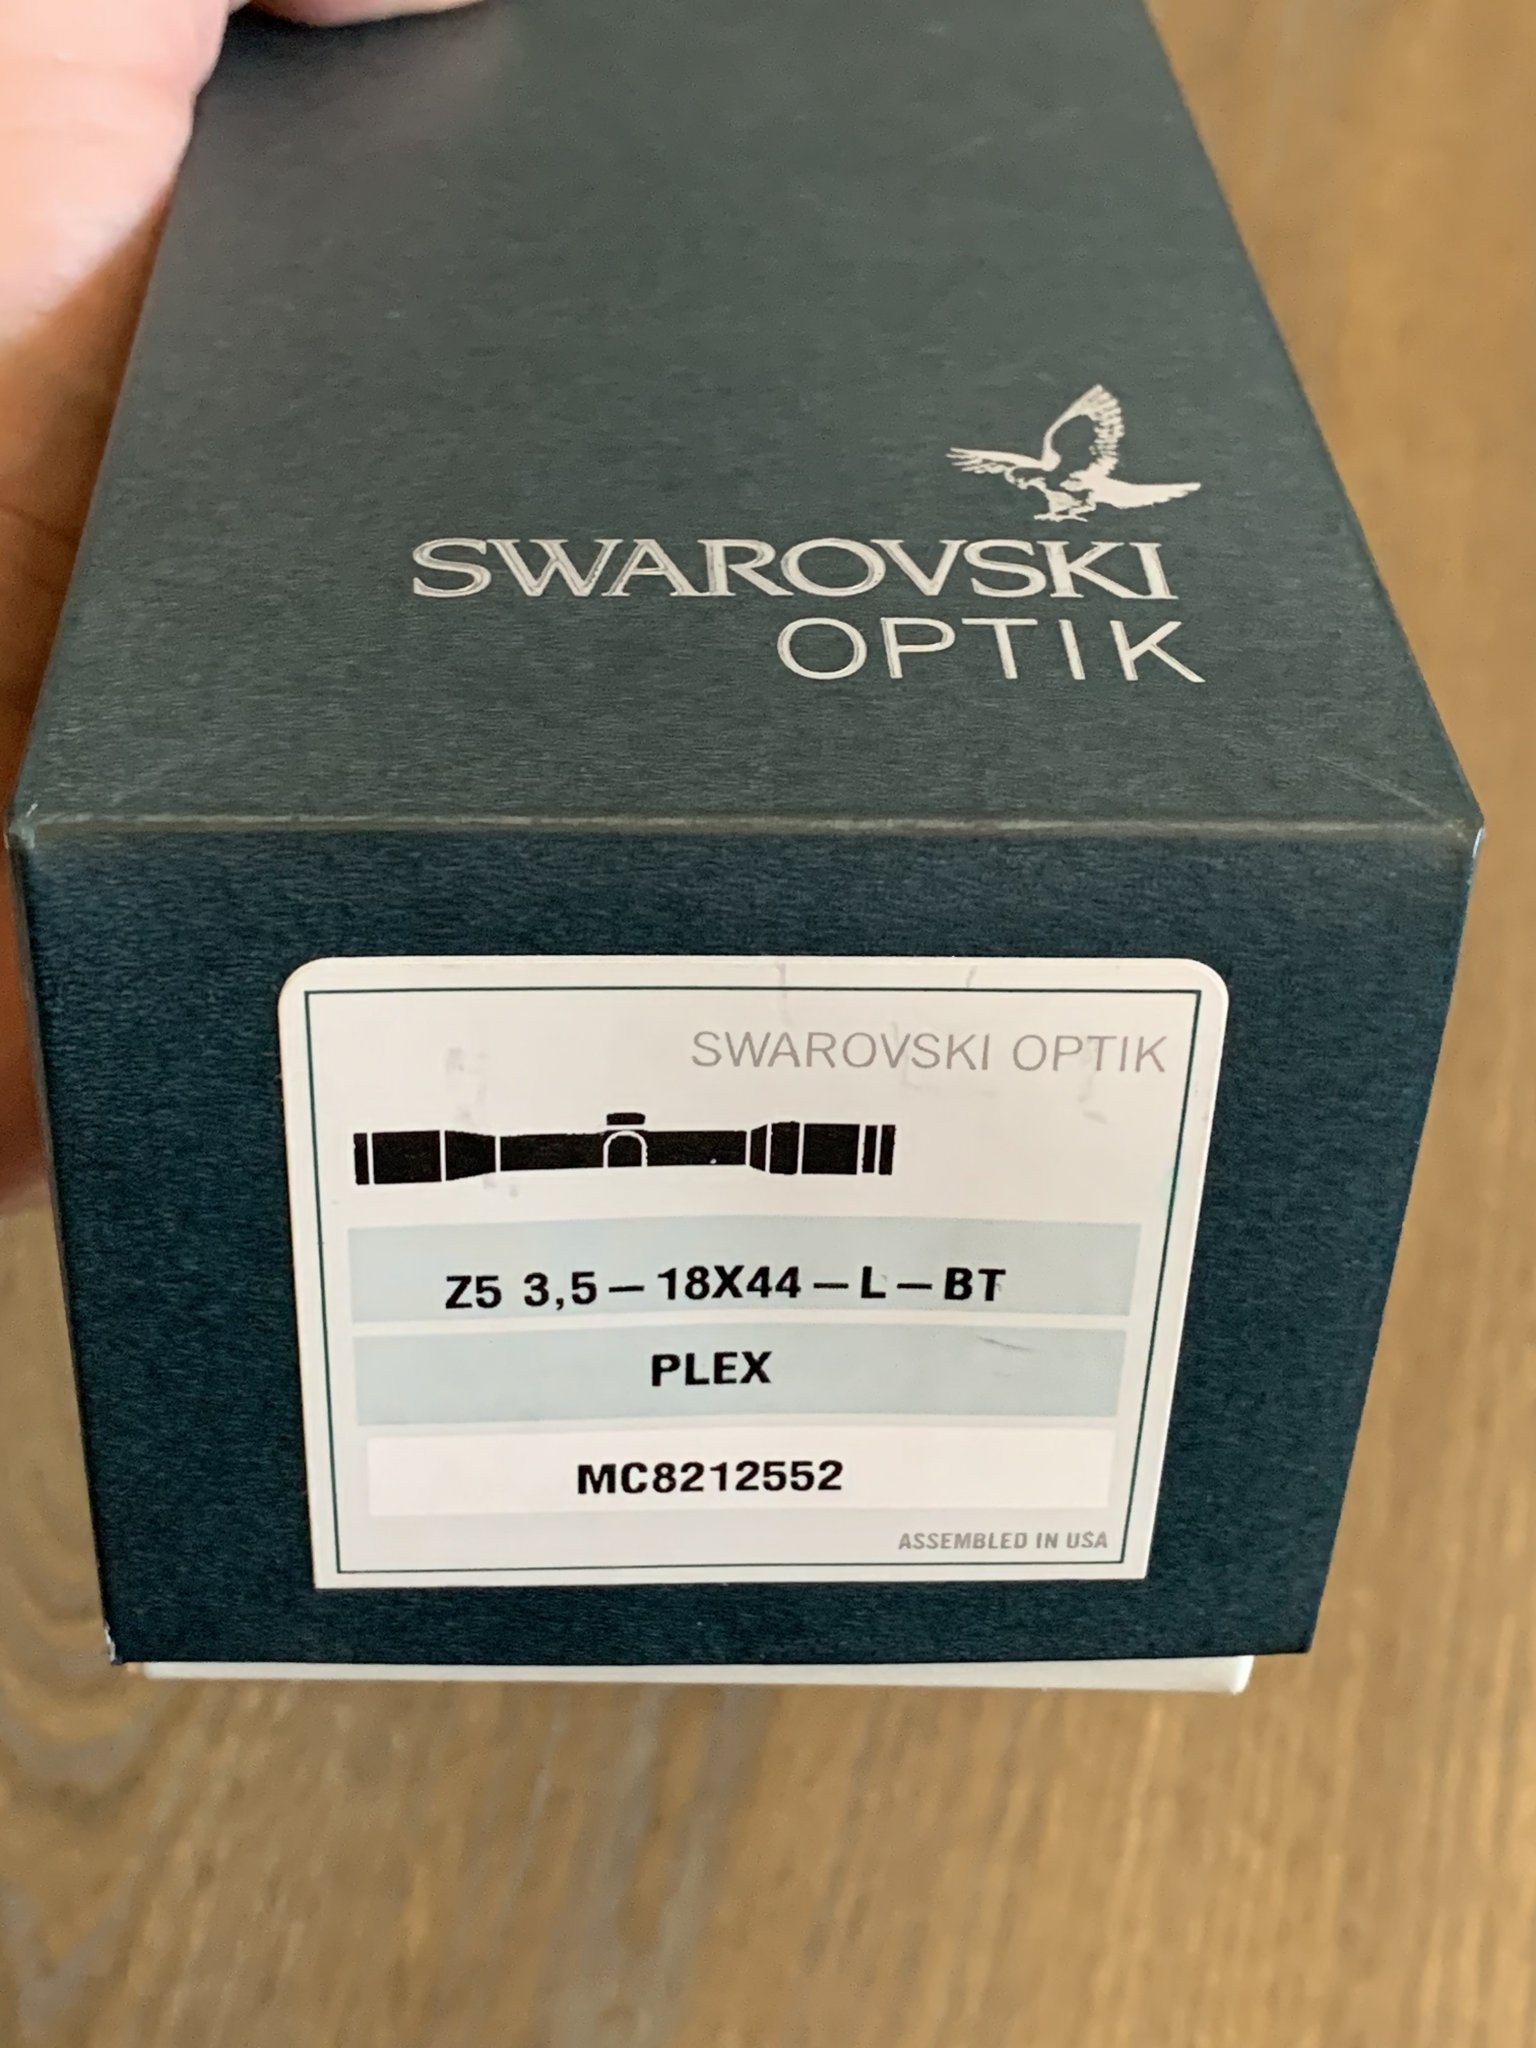 SWAROVSKI
OPTIK
SWAROVSKI OPTIK
Z5 3,5-18X44-L-BT
PLEX
MC8212552
ASSEMBLED IN USA